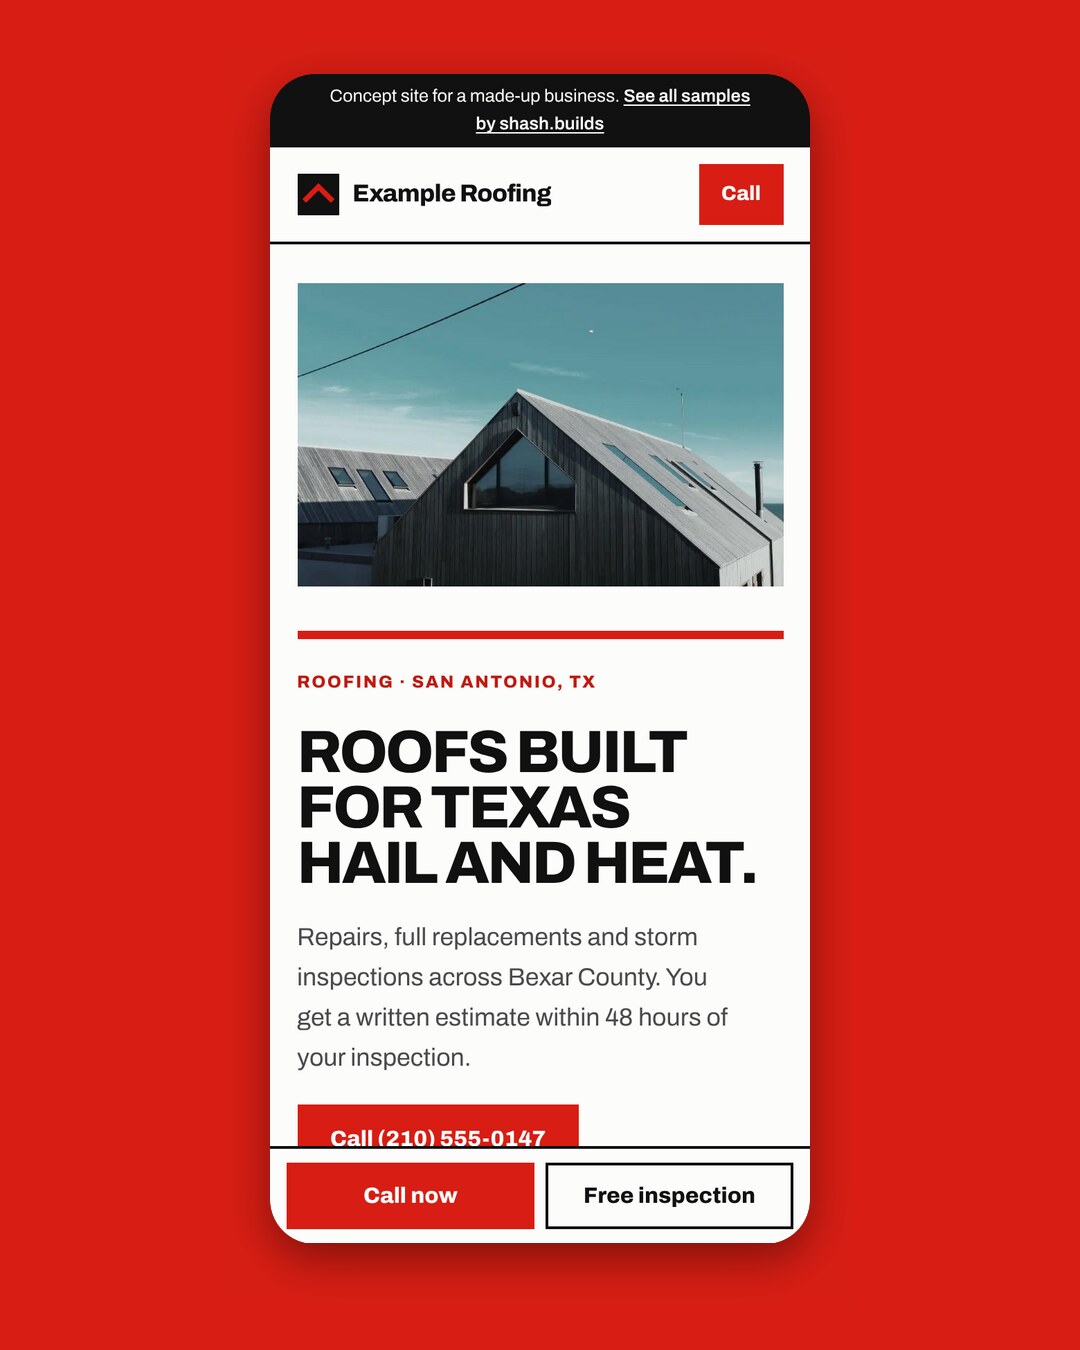 Concept site for a made-up business. See all samples
by shash.builds
Example Roofing
Call
ROOFING · SAN ANTONIO, TX
ROOFS BUILT
FOR TEXAS
HAIL AND HEAT.
Repairs, full replacements and storm
inspections across Bexar County. You
get a written estimate within 48 hours of
your inspection.
Call (210) 555-0147
Call now
Free inspection